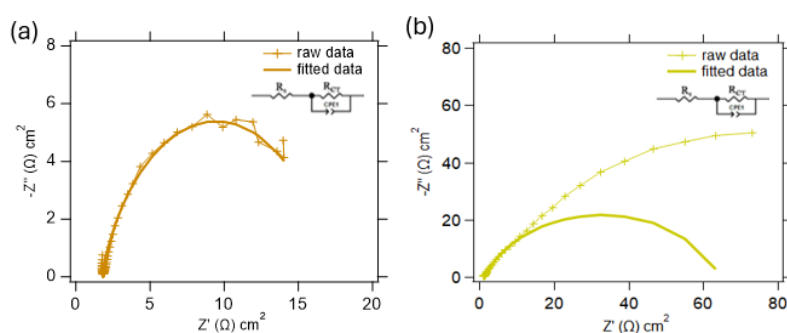 (a)
8
6
4
2
0
-Z" (Ω) cm²
0 5 10 15 20
Z' (Ω) cm²
raw data
fitted data
Rs
RCT
CPE1
(b)
80
60
40
20
0
-Z" (Ω) cm²
0 20 40 60 80
Z' (Ω) cm²
raw data
fitted data
Rs
RCT
CPE1